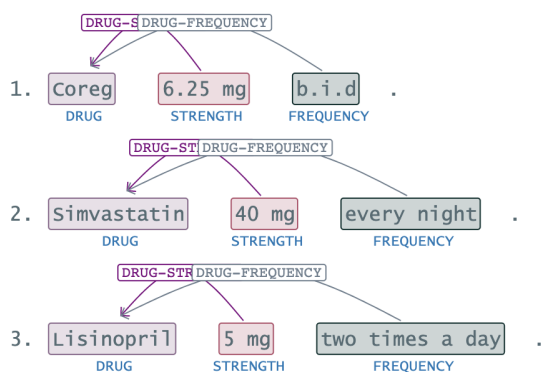 DRUG-S DRUG-FREQUENCY
1. Coreg 6.25 mg b.i.d .
DRUG STRENGTH FREQUENCY
DRUG-ST DRUG-FREQUENCY
2. Simvastatin 40 mg every night .
DRUG STRENGTH FREQUENCY
DRUG-STR DRUG-FREQUENCY
3. Lisinopril 5 mg two times a day .
DRUG STRENGTH FREQUENCY